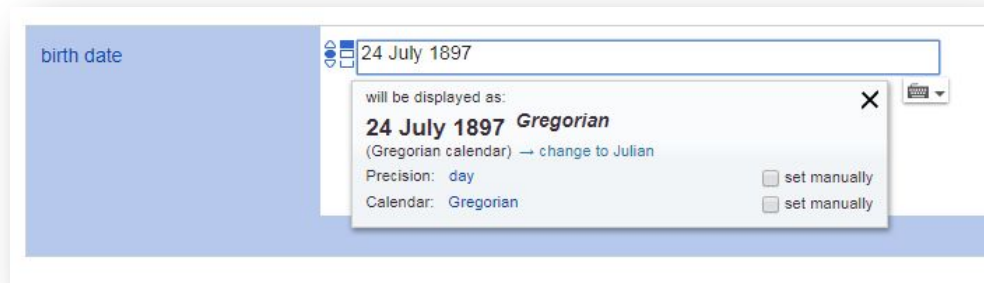 birth date
24 July 1897
will be displayed as:
24 July 1897 Gregorian
(Gregorian calendar) → change to Julian
Precision: day set manually
Calendar: Gregorian set manually